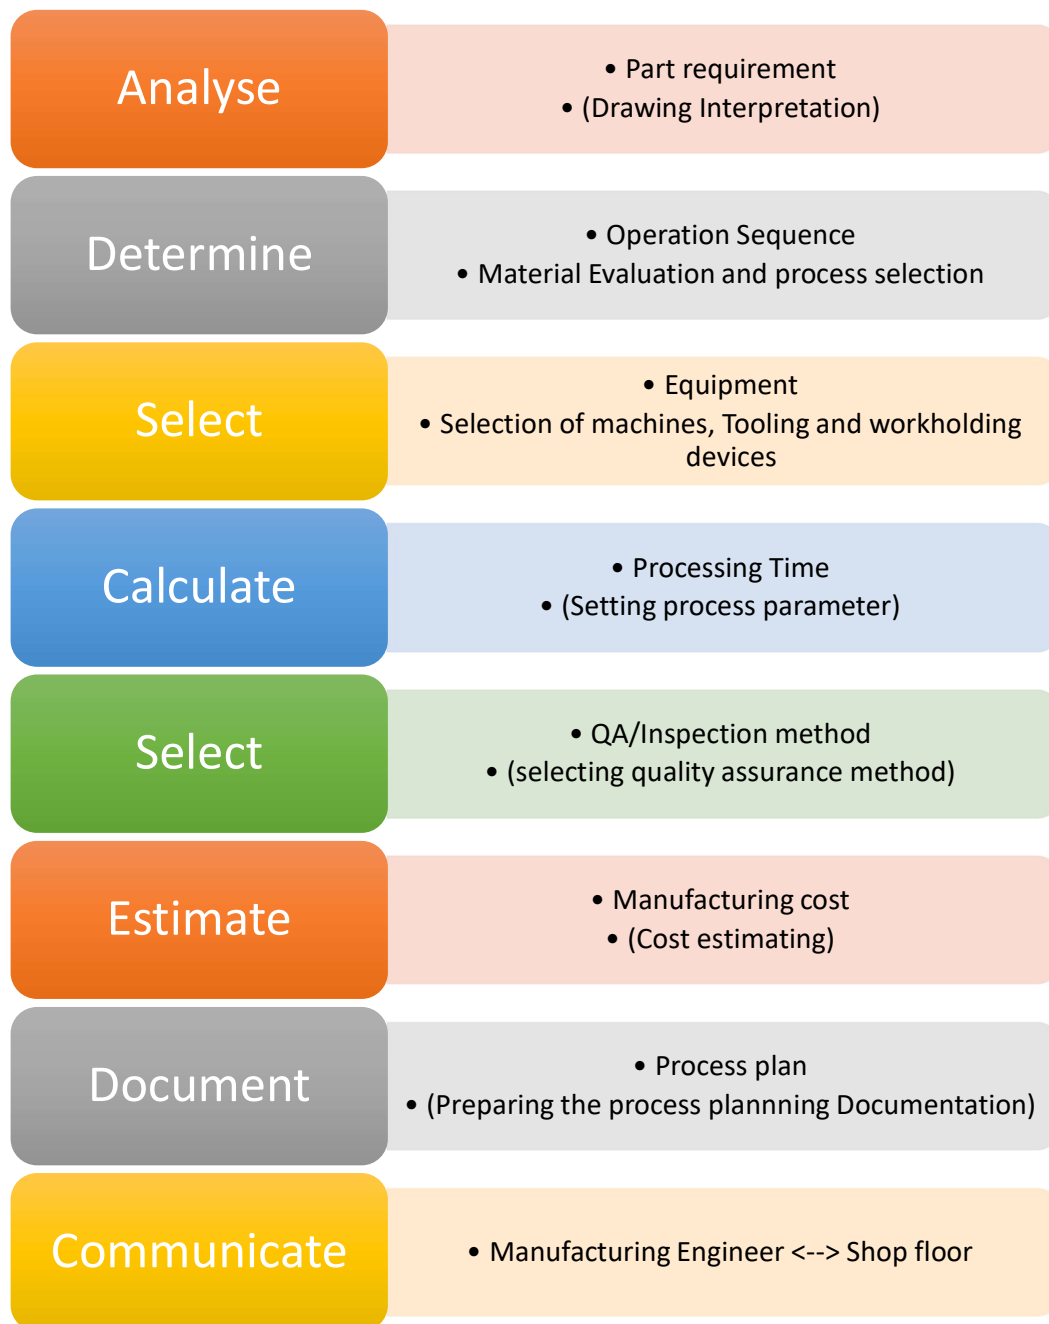 Analyse
• Part requirement
• (Drawing Interpretation)
Determine
• Operation Sequence
• Material Evaluation and process selection
Select
• Equipment
• Selection of machines, Tooling and workholding
devices
Calculate
• Processing Time
• (Setting process parameter)
Select
• QA/Inspection method
• (selecting quality assurance method)
Estimate
• Manufacturing cost
• (Cost estimating)
Document
• Process plan
• (Preparing the process plannning Documentation)
Communicate
• Manufacturing Engineer <--> Shop floor